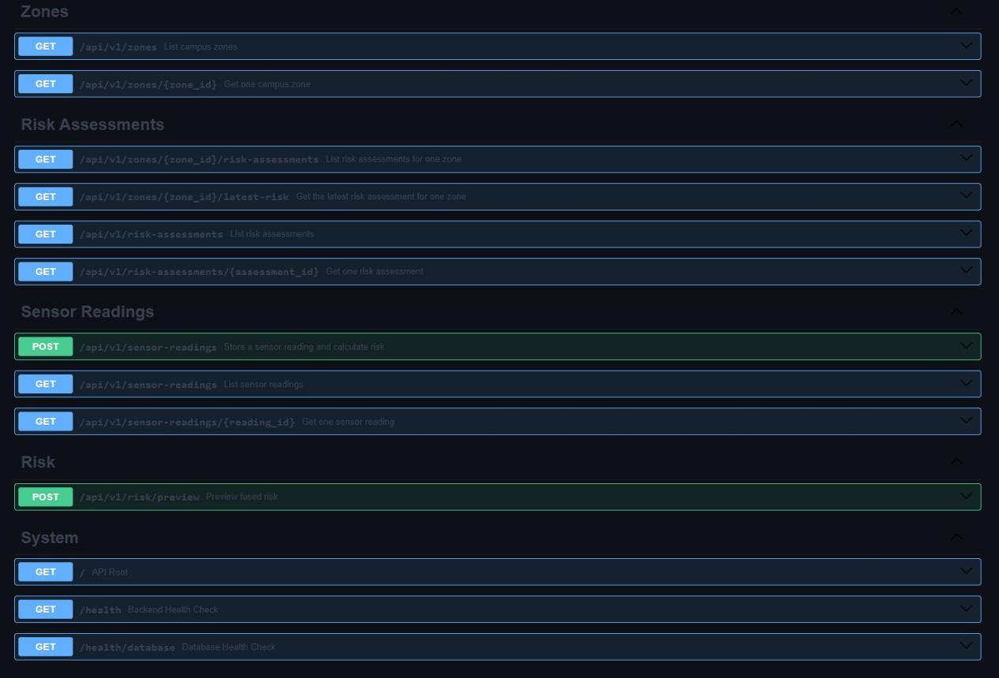 Zones
GET /api/v1/zones List campus zones
GET /api/v1/zones/{zone_id} Get one campus zone
Risk Assessments
GET /api/v1/zones/{zone_id}/risk-assessments List risk assessments for one zone
GET /api/v1/zones/{zone_id}/latest-risk Get the latest risk assessment for one zone
GET /api/v1/risk-assessments List risk assessments
GET /api/v1/risk-assessments/{assessment_id} Get one risk assessment
Sensor Readings
POST /api/v1/sensor-readings Store a sensor reading and calculate risk
GET /api/v1/sensor-readings List sensor readings
GET /api/v1/sensor-readings/{reading_id} Get one sensor reading
Risk
POST /api/v1/risk/preview Preview fused risk
System
GET / API Root
GET /health Backend Health Check
GET /health/database Database Health Check